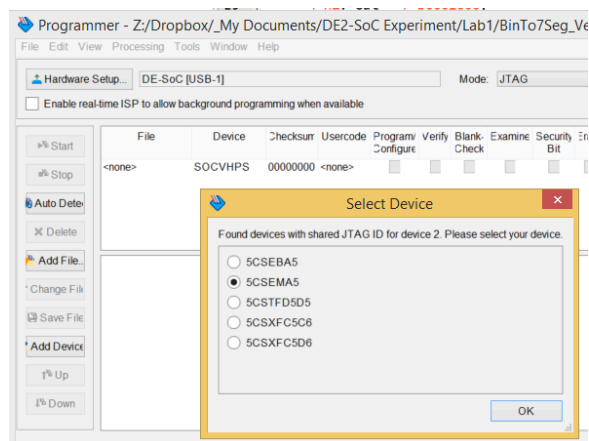 Programmer - Z:/Dropbox/_My Documents/DE2-SoC Experiment/Lab1/BinTo7Seg_Ve
File Edit View Processing Tools Window Help
Hardware Setup... DE-SoC [USB-1] Mode: JTAG
Enable real-time ISP to allow background programming when available
Start
Stop
Auto Detec
Delete
Add File..
Change File
Save File
Add Device
Up
Down
File Device Checksum Usercode Program/ Verify Blank- Examine Security
Configure Check Bit
<none> SOCVHPS 00000000 <none>
Select Device
Found devices with shared JTAG ID for device 2. Please select your device.
5CSEBA5
5CSEMA5
5CSTFD5D5
5CSXFC5C6
5CSXFC5D6
OK